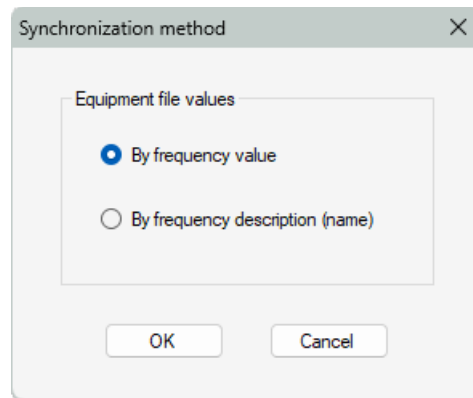 Synchronization method
Equipment file values
By frequency value
By frequency description (name)
OK Cancel